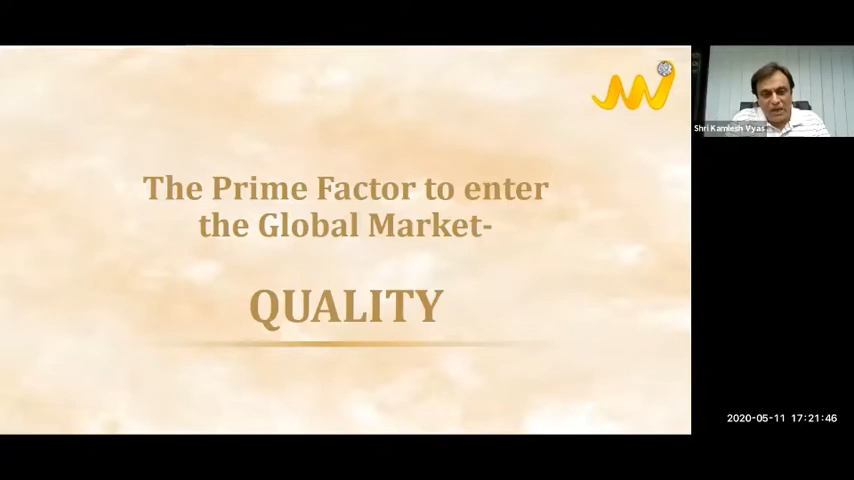 The Prime Factor to enter
the Global Market-
QUALITY
Shri Kamlesh Vyas
2020-05-11 17:21:46